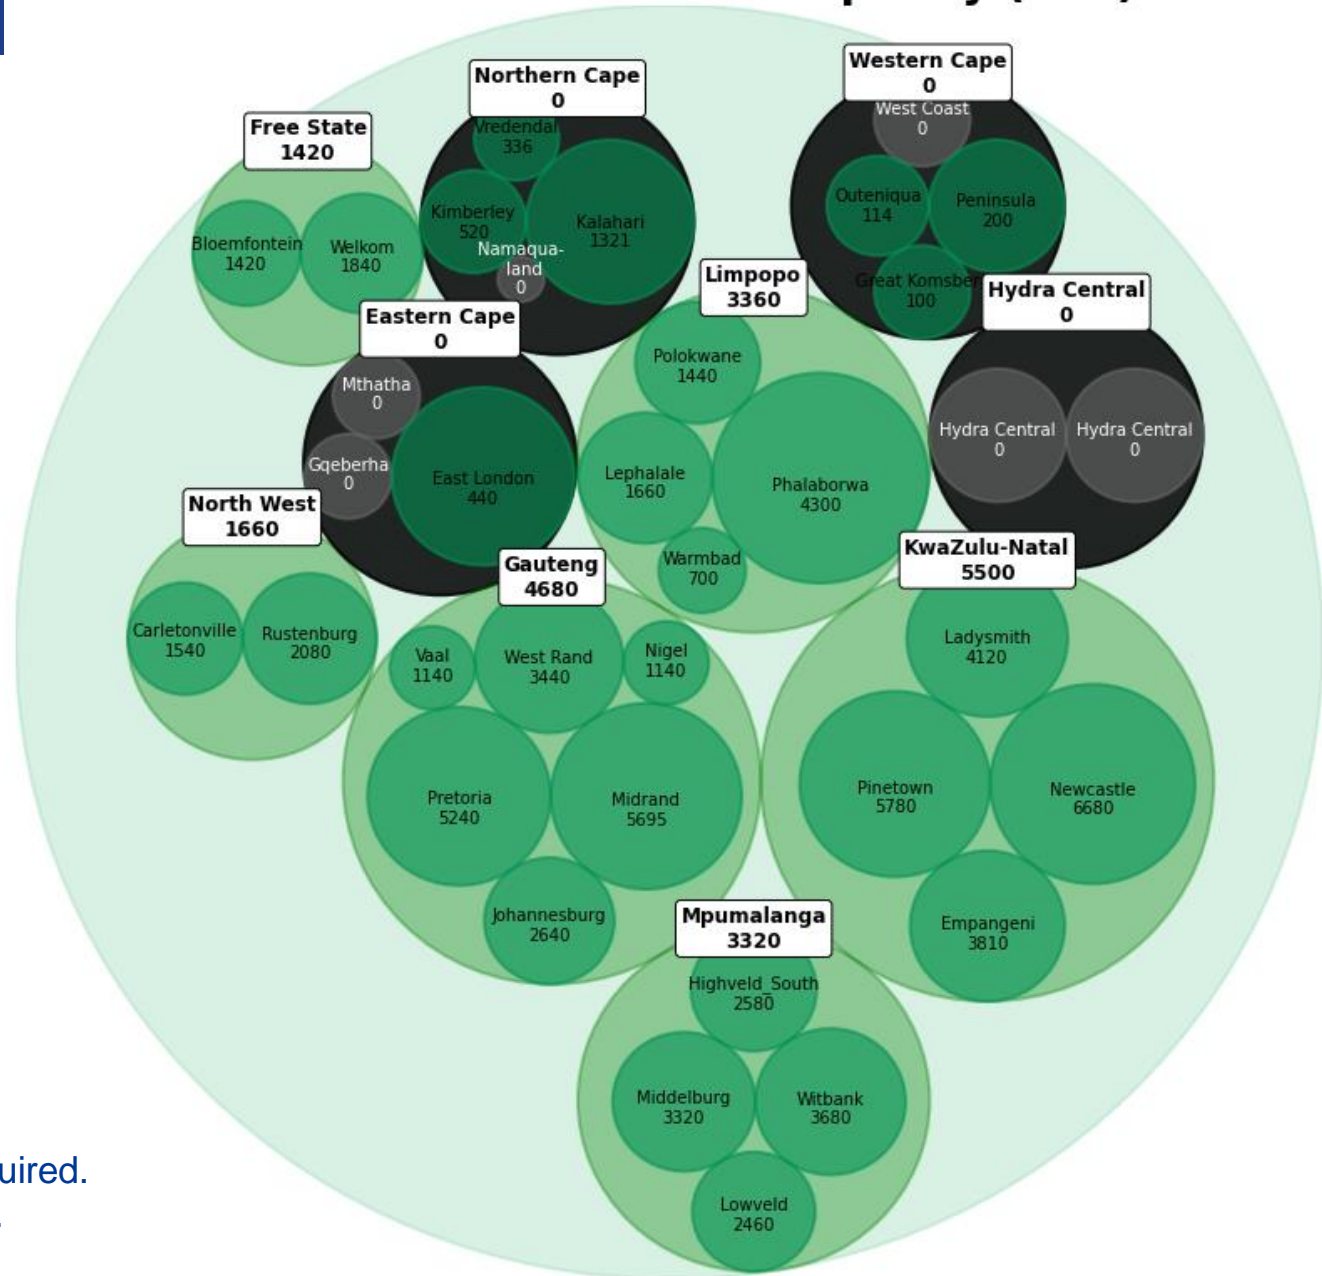 Northern Cape
0
Western Cape
0
Free State
1420
Vredendal
336
West Coast
0
Kimberley
520
Kalahari
1321
Namaqua-
land
0
Outeniqua
114
Peninsula
200
Great Komsber
100
Bloemfontein
1420
Welkom
1840
Limpopo
3360
Hydra Central
0
Eastern Cape
0
Polokwane
1440
Mthatha
0
Hydra Central
0
Hydra Central
0
Gqeberha
0
East London
440
Lephalale
1660
Phalaborwa
4300
North West
1660
Warmbad
700
KwaZulu-Natal
5500
Gauteng
4680
Carletonville
1540
Rustenburg
2080
Vaal
1140
West Rand
3440
Nigel
1140
Ladysmith
4120
Pretoria
5240
Midrand
5695
Pinetown
5780
Newcastle
6680
Johannesburg
2640
Mpumalanga
3320
Empangeni
3810
Highveld_South
2580
Middelburg
3320
Witbank
3680
Lowveld
2460
uired.